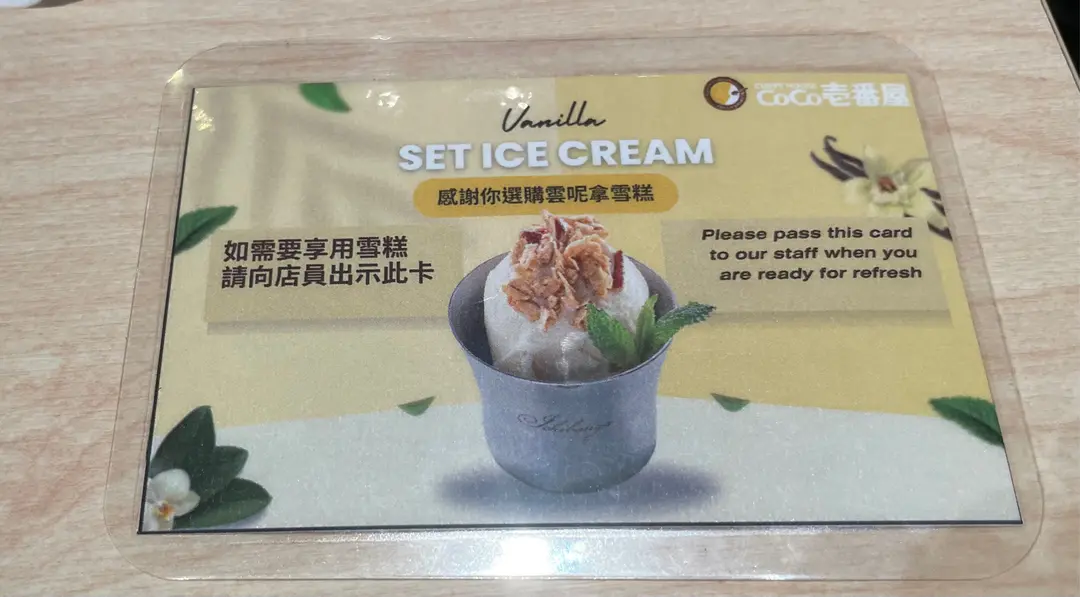 CoCo壱番屋
Vanilla
SET ICE CREAM
感謝你選購雲呢拿雪糕
如需要享用雪糕
請向店員出示此卡
Please pass this card
to our staff when you
are ready for refresh